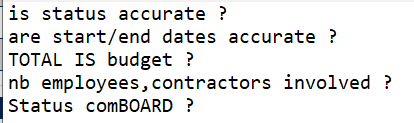 is status accurate ?
are start/end dates accurate ?
TOTAL IS budget ?
nb employees,contractors involved ?
Status comBOARD ?